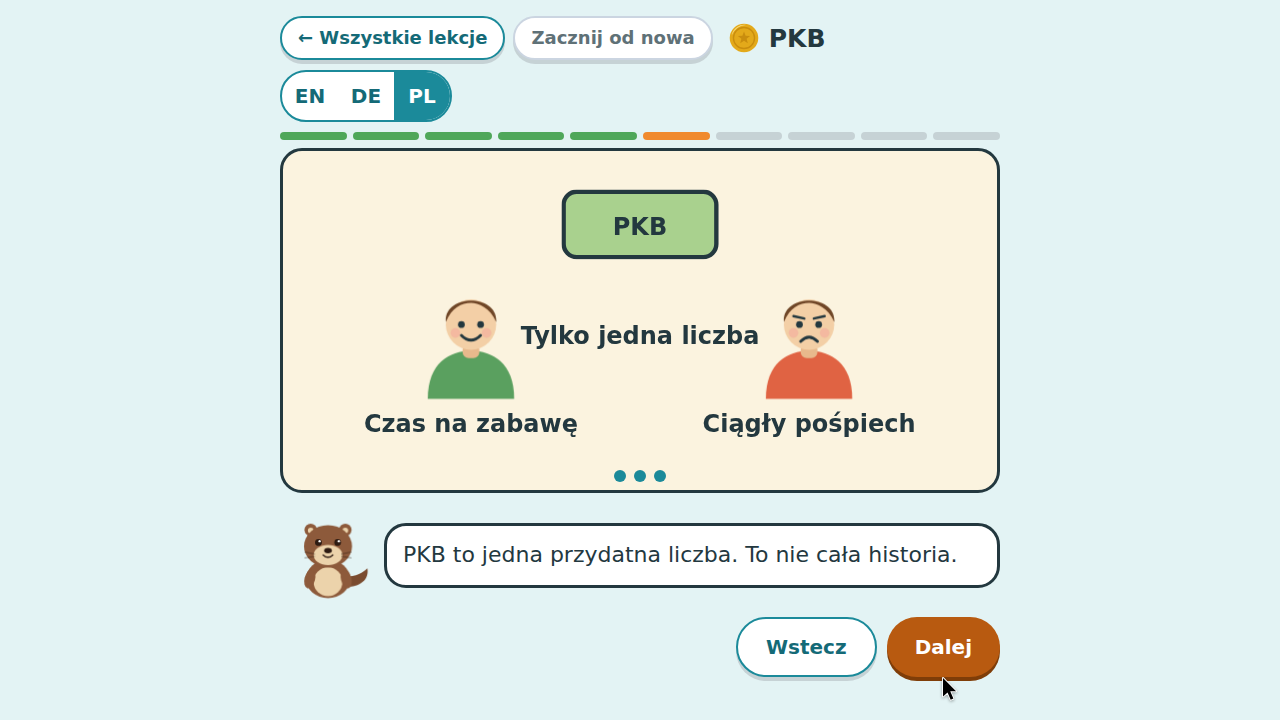 ← Wszystkie lekcje
Zacznij od nowa
PKB
EN DE PL
PKB
Tylko jedna liczba
Czas na zabawę
Ciągły pośpiech
PKB to jedna przydatna liczba. To nie cała historia.
Wstecz
Dalej